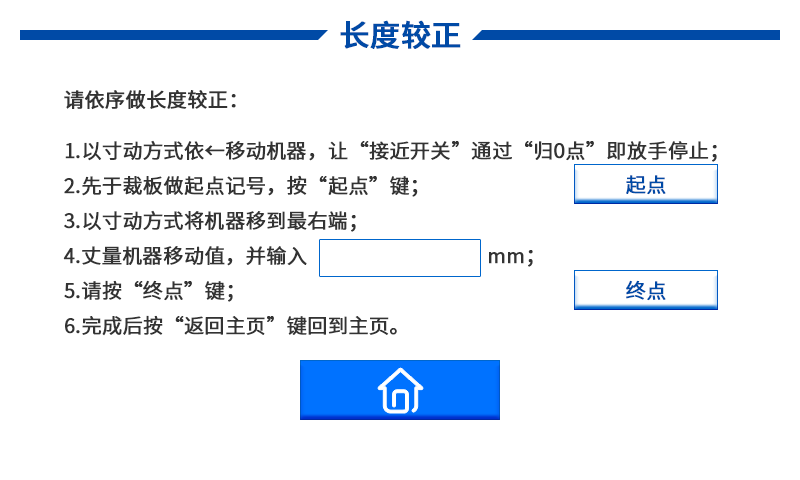 长度较正
请依序做长度较正：
1.以寸动方式依←移动机器，让“接近开关”通过“归0点”即放手停止；
2.先于裁板做起点记号，按“起点”键；
起点
3.以寸动方式将机器移到最右端；
4.丈量机器移动值，并输入 mm；
5.请按“终点”键；
终点
6.完成后按“返回主页”键回到主页。